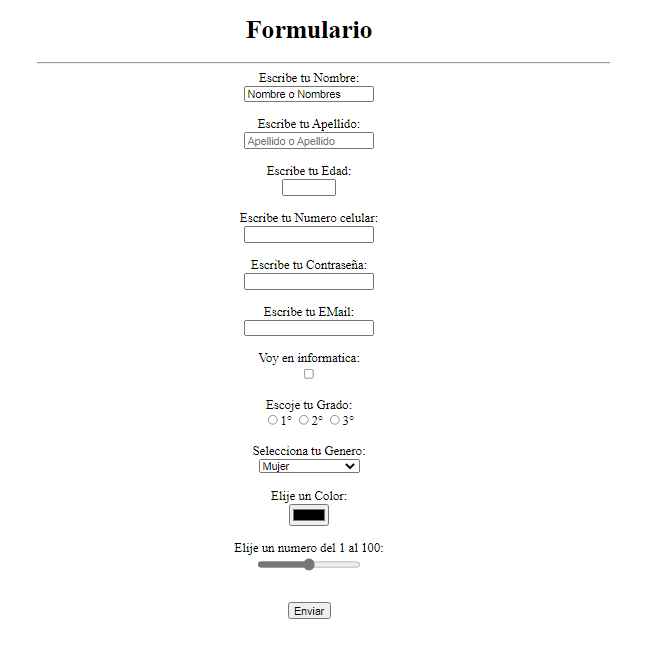 Formulario
Escribe tu Nombre:
Nombre o Nombres
Escribe tu Apellido:
Apellido o Apellido
Escribe tu Edad:
Escribe tu Numero celular:
Escribe tu Contraseña:
Escribe tu EMail:
Voy en informatica:
Escoje tu Grado:
1° 2° 3°
Selecciona tu Genero:
Mujer
Elije un Color:
Elije un numero del 1 al 100:
Enviar